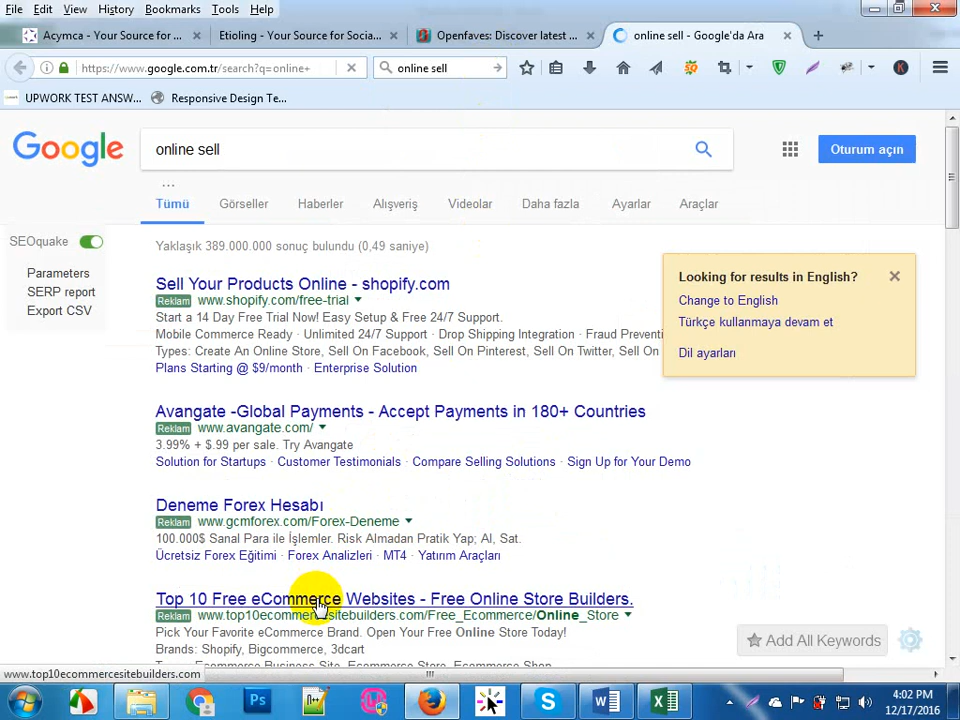 File Edit View History Bookmarks Tools Help
Acymca - Your Source for ... × Etioling - Your Source for Socia... × Openfaves: Discover latest ... × online sell - Google'da Ara × +
https://www.google.com.tr/search?q=online+ × online sell
UPWORK TEST ANSW... Responsive Design Te...
Google online sell Oturum açın
...
Tümü Görseller Haberler Alışveriş Videolar Daha fazla Ayarlar Araçlar
SEOquake
Parameters
SERP report
Export CSV
Yaklaşık 389.000.000 sonuç bulundu (0,49 saniye)
Looking for results in English? ×
Change to English
Türkçe kullanmaya devam et
Dil ayarları
Sell Your Products Online - shopify.com
Reklam www.shopify.com/free-trial
Start a 14 Day Free Trial Now! Easy Setup & Free 24/7 Support.
Mobile Commerce Ready · Unlimited 24/7 Support · Drop Shipping Integration · Fraud Preventi
Types: Create An Online Store, Sell On Facebook, Sell On Pinterest, Sell On Twitter, Sell On
Plans Starting @ $9/month · Enterprise Solution
Avangate -Global Payments - Accept Payments in 180+ Countries
Reklam www.avangate.com/
3.99% + $.99 per sale. Try Avangate
Solution for Startups · Customer Testimonials · Compare Selling Solutions · Sign Up for Your Demo
Deneme Forex Hesabı
Reklam www.gcmforex.com/Forex-Deneme
100.000$ Sanal Para ile İşlemler. Risk Almadan Pratik Yap; Al, Sat.
Ücretsiz Forex Eğitimi · Forex Analizleri · MT4 · Yatırım Araçları
Top 10 Free eCommerce Websites - Free Online Store Builders.
Reklam www.top10ecommercesitebuilders.com/Free_Ecommerce/Online_Store
Pick Your Favorite eCommerce Brand. Open Your Free Online Store Today!
Brands: Shopify, Bigcommerce, 3dcart
Add All Keywords
www.top10ecommercesitebuilders.com
Ps
4:02 PM
12/17/2016